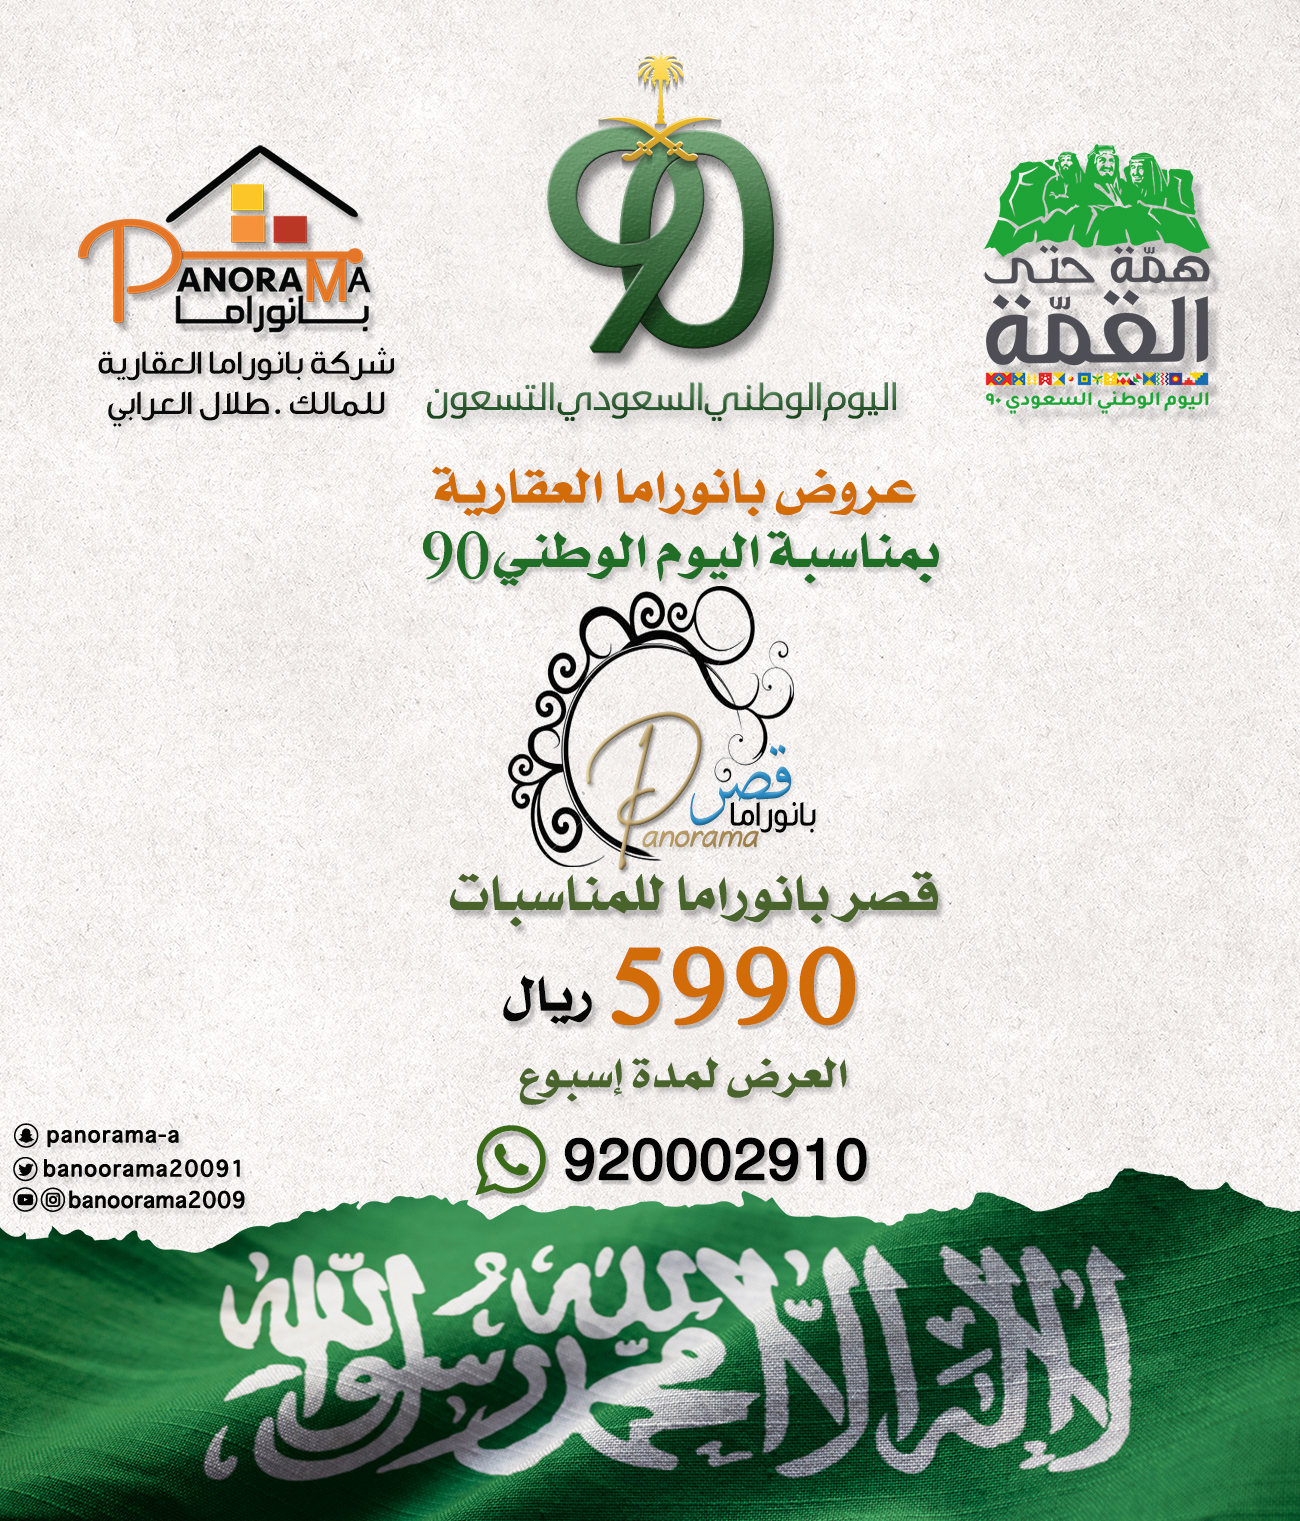 90
اليوم الوطني السعودي التسعون
همّة حتى
القمّة
اليوم الوطني السعودي ٩٠
PANORAMA
بانوراما
شركة بانوراما العقارية
للمالك . طلال العرابي
عروض بانوراما العقارية
بمناسبة اليوم الوطني 90
قصر
بانوراما
Panorama
قصر بانوراما للمناسبات
5990 ريال
العرض لمدة إسبوع
920002910
panorama-a
banoorama20091
banoorama2009
لا إله إلا الله محمد رسول الله